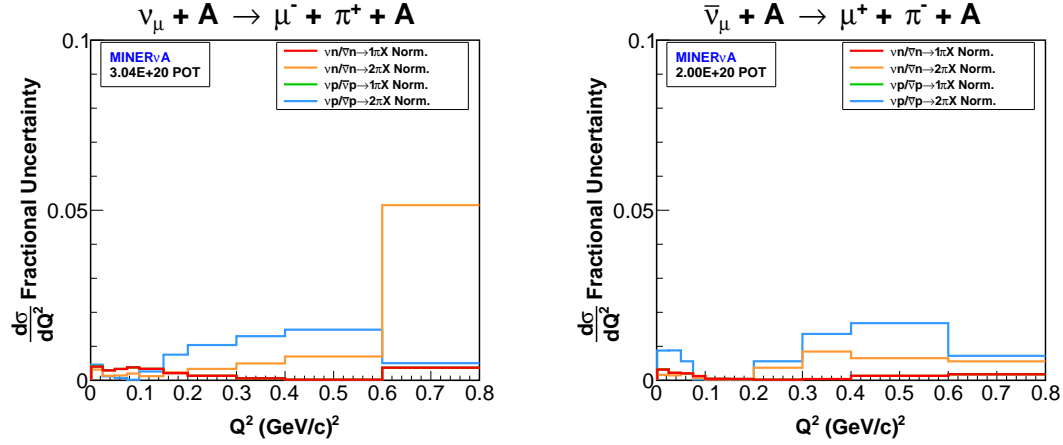 νμ + A → μ- + π+ + A
0.1
MINERνA
3.04E+20 POT
νn/ν̅n→1πX Norm.
νn/ν̅n→2πX Norm.
νp/ν̅p→1πX Norm.
νp/ν̅p→2πX Norm.
0.05
0
dσ/dQ² Fractional Uncertainty
0 0.1 0.2 0.3 0.4 0.5 0.6 0.7 0.8
Q² (GeV/c)²
ν̅μ + A → μ+ + π- + A
0.1
MINERνA
2.00E+20 POT
νn/ν̅n→1πX Norm.
νn/ν̅n→2πX Norm.
νp/ν̅p→1πX Norm.
νp/ν̅p→2πX Norm.
0.05
0
dσ/dQ² Fractional Uncertainty
0 0.1 0.2 0.3 0.4 0.5 0.6 0.7 0.8
Q² (GeV/c)²